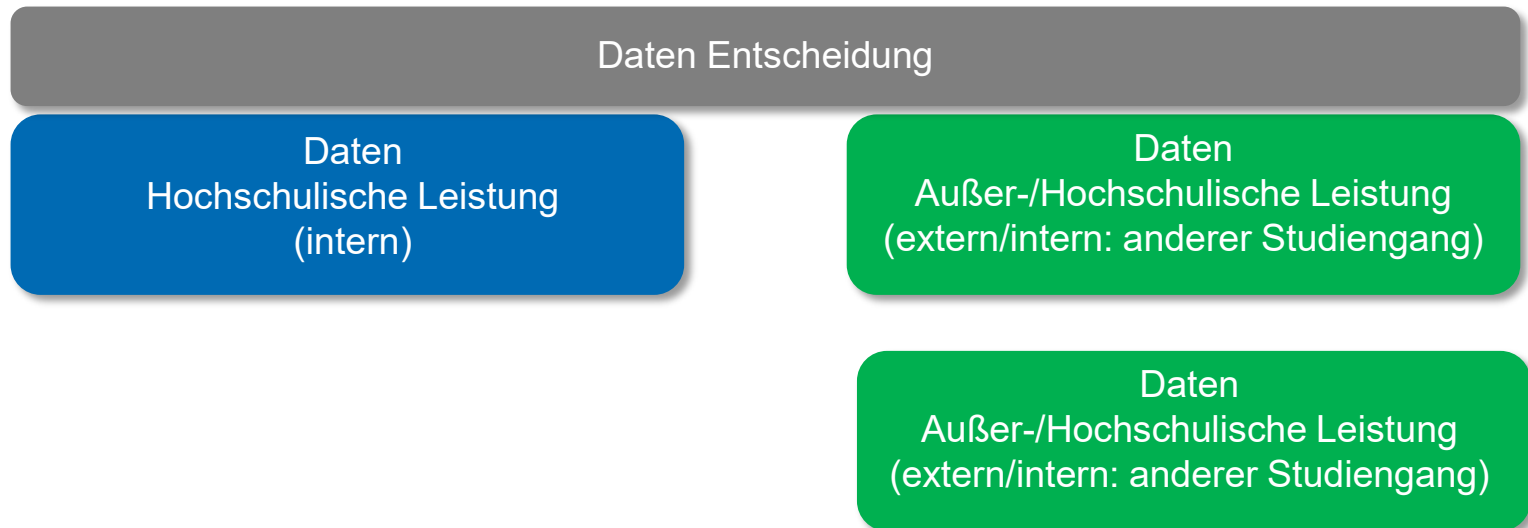 Daten Entscheidung
Daten
Hochschulische Leistung
(intern)
Daten
Außer-/Hochschulische Leistung
(extern/intern: anderer Studiengang)
Daten
Außer-/Hochschulische Leistung
(extern/intern: anderer Studiengang)